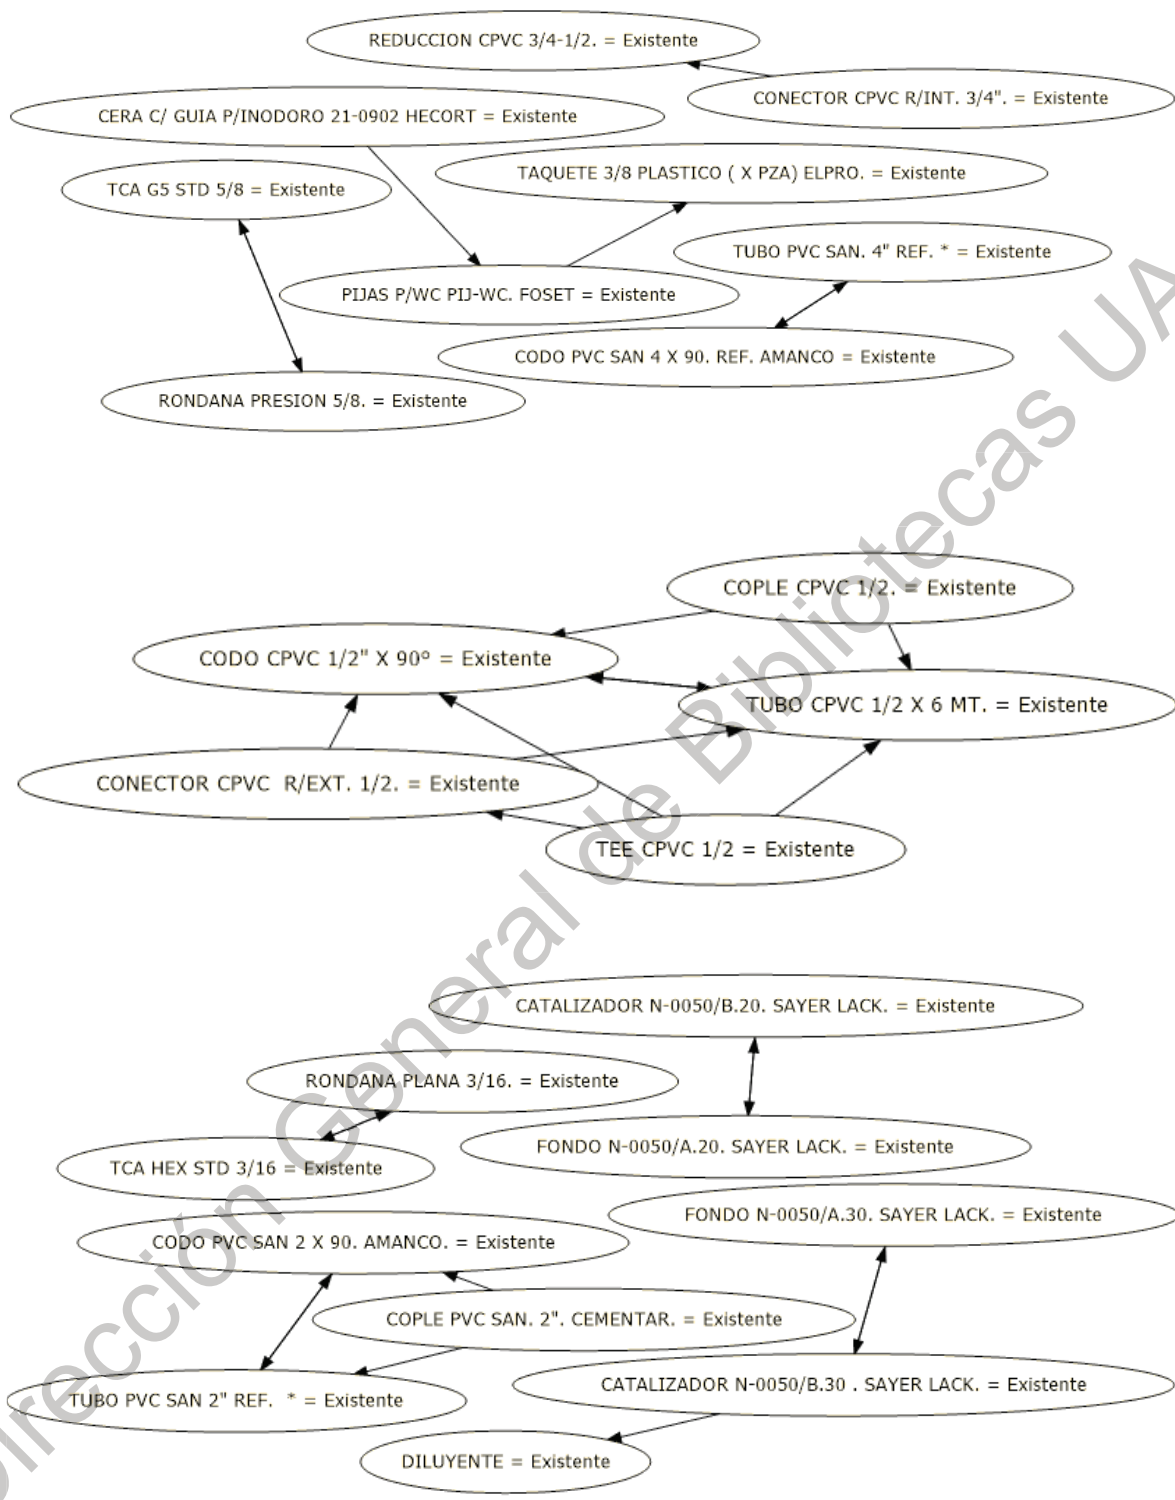 REDUCCION CPVC 3/4-1/2. = Existente
CONECTOR CPVC R/INT. 3/4". = Existente
CERA C/ GUIA P/INODORO 21-0902 HECORT = Existente
TAQUETE 3/8 PLASTICO ( X PZA) ELPRO. = Existente
TCA G5 STD 5/8 = Existente
TUBO PVC SAN. 4" REF. * = Existente
PIJAS P/WC PIJ-WC. FOSET = Existente
CODO PVC SAN 4 X 90. REF. AMANCO = Existente
RONDANA PRESION 5/8. = Existente
COPLE CPVC 1/2. = Existente
CODO CPVC 1/2" X 90º = Existente
TUBO CPVC 1/2 X 6 MT. = Existente
CONECTOR CPVC  R/EXT. 1/2. = Existente
TEE CPVC 1/2 = Existente
CATALIZADOR N-0050/B.20. SAYER LACK. = Existente
RONDANA PLANA 3/16. = Existente
FONDO N-0050/A.20. SAYER LACK. = Existente
TCA HEX STD 3/16 = Existente
FONDO N-0050/A.30. SAYER LACK. = Existente
CODO PVC SAN 2 X 90. AMANCO. = Existente
COPLE PVC SAN. 2". CEMENTAR. = Existente
CATALIZADOR N-0050/B.30 . SAYER LACK. = Existente
TUBO PVC SAN 2" REF.  * = Existente
DILUYENTE = Existente
Dirección General de Bibliotecas UA